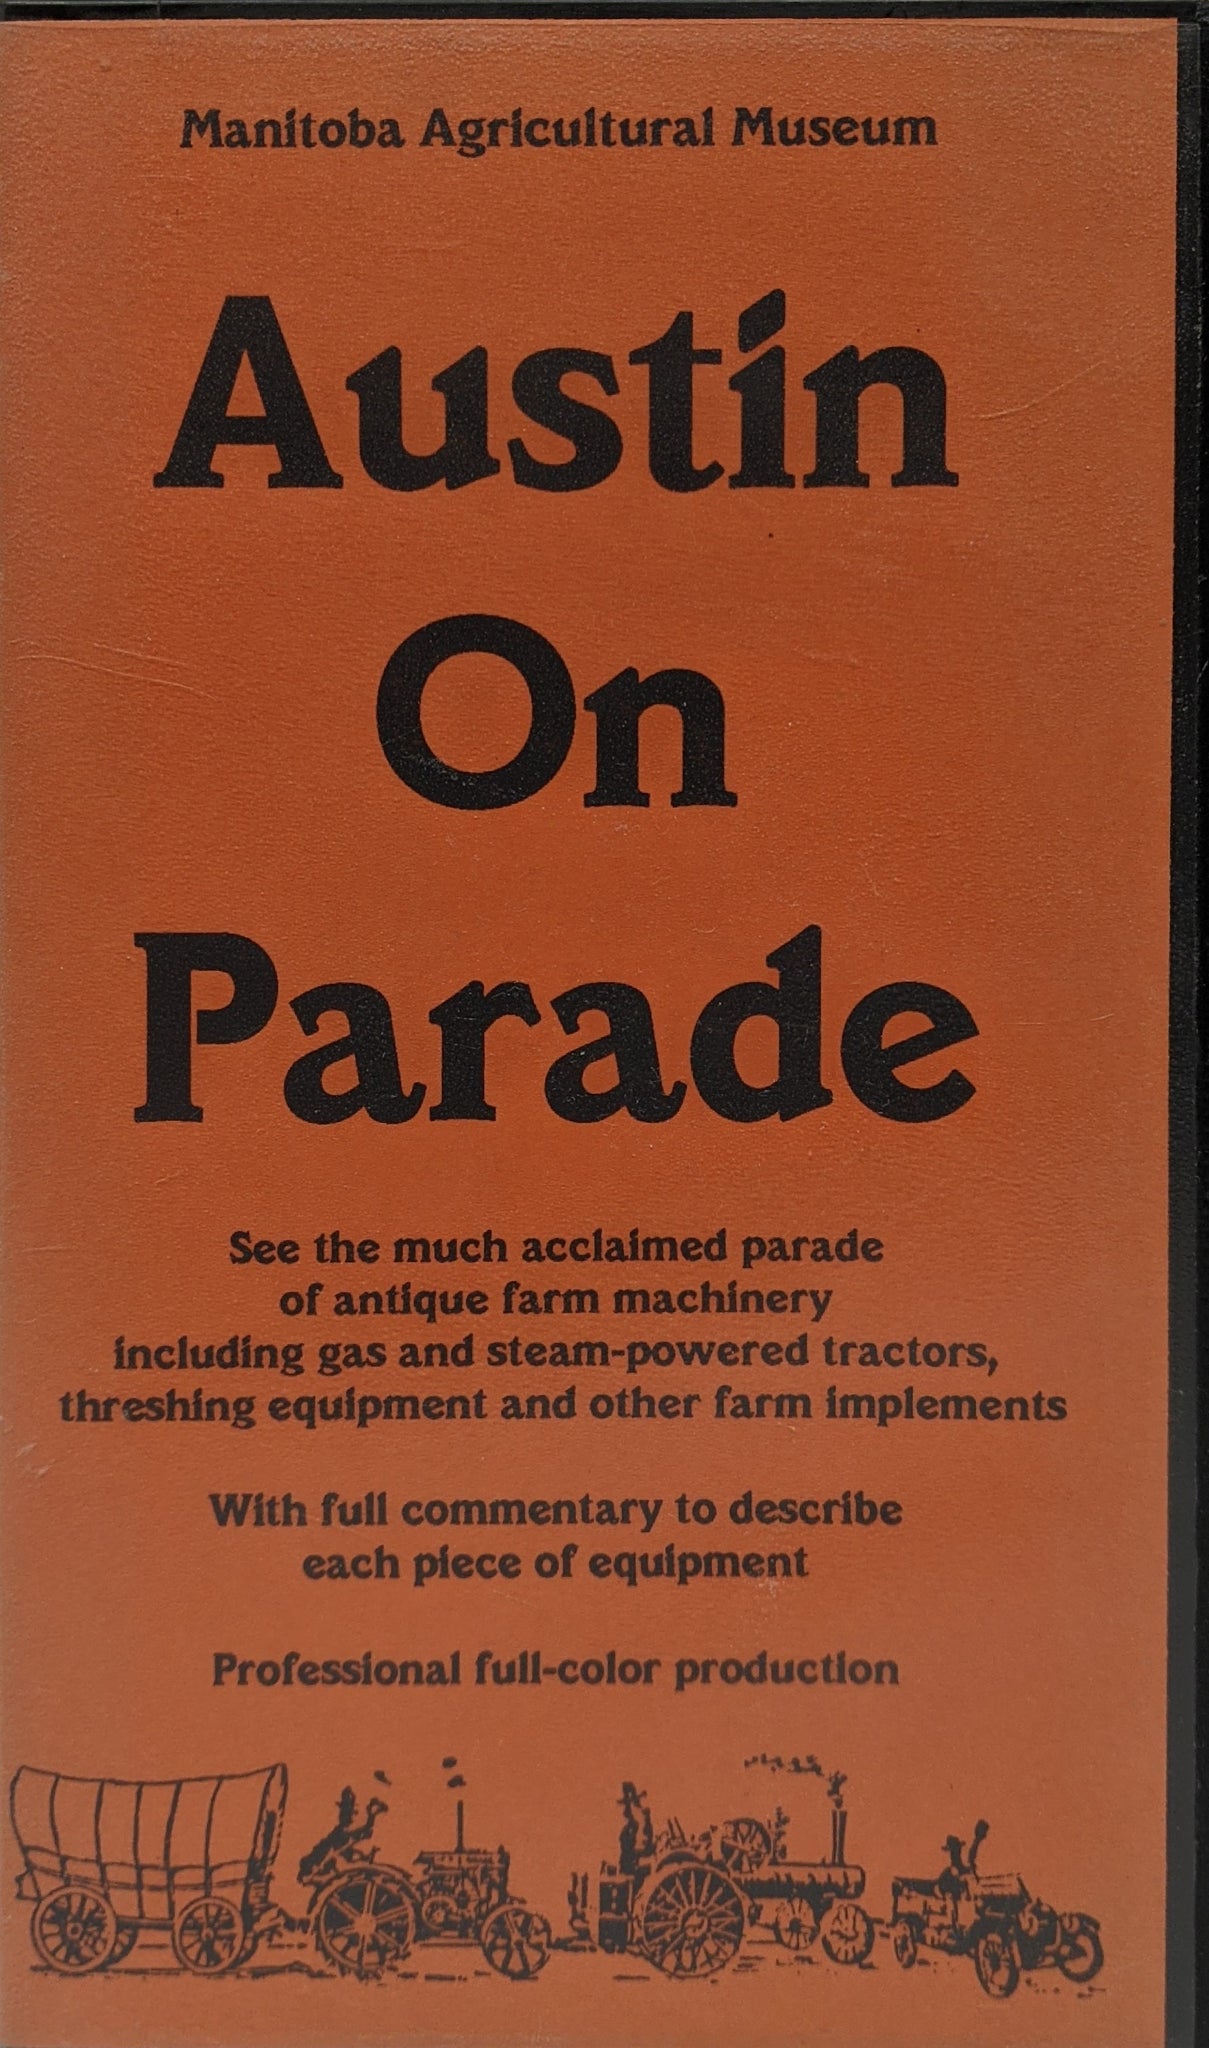 Manitoba Agricultural Museum
Austin
On
Parade
See the much acclaimed parade
of antique farm machinery
including gas and steam-powered tractors,
threshing equipment and other farm implements
With full commentary to describe
each piece of equipment
Professional full-color production